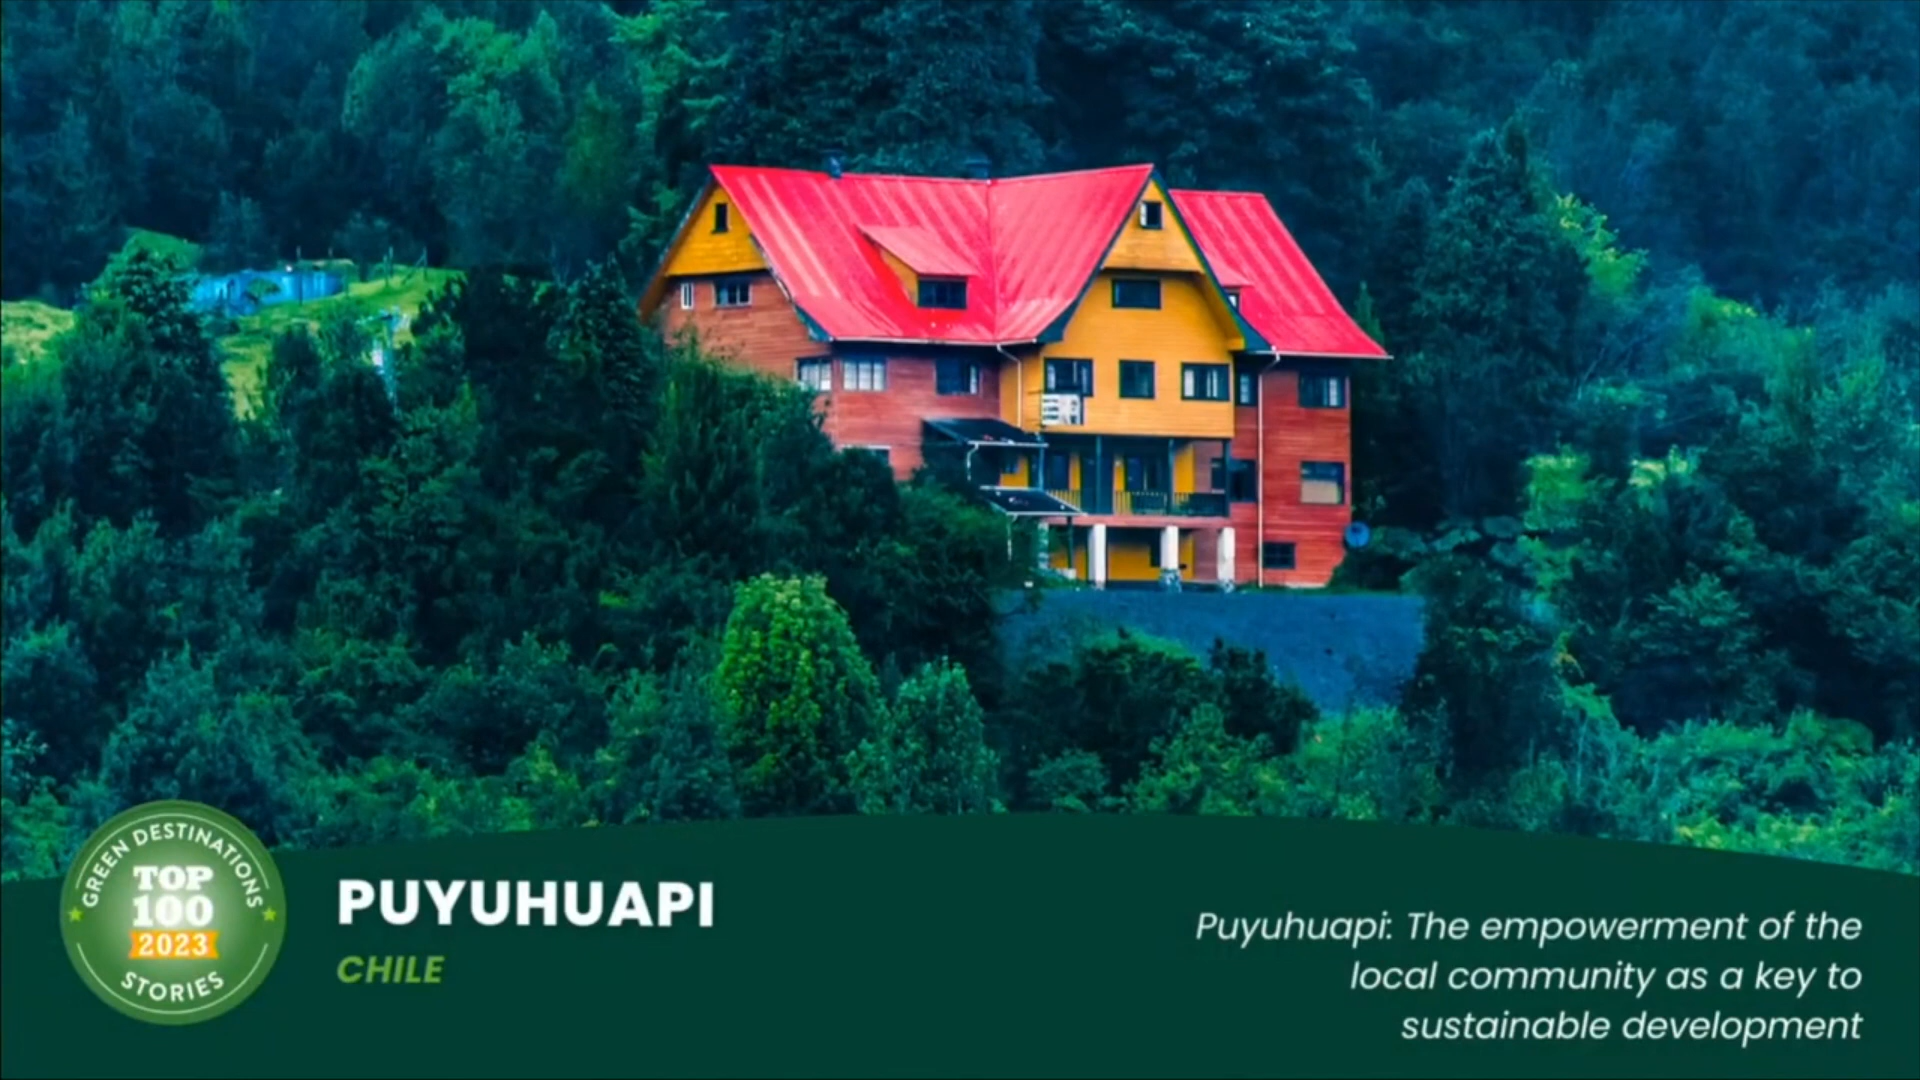 GREEN DESTINATIONS
TOP
100
2023
STORIES
PUYUHUAPI
CHILE
Puyuhuapi: The empowerment of the
local community as a key to
sustainable development